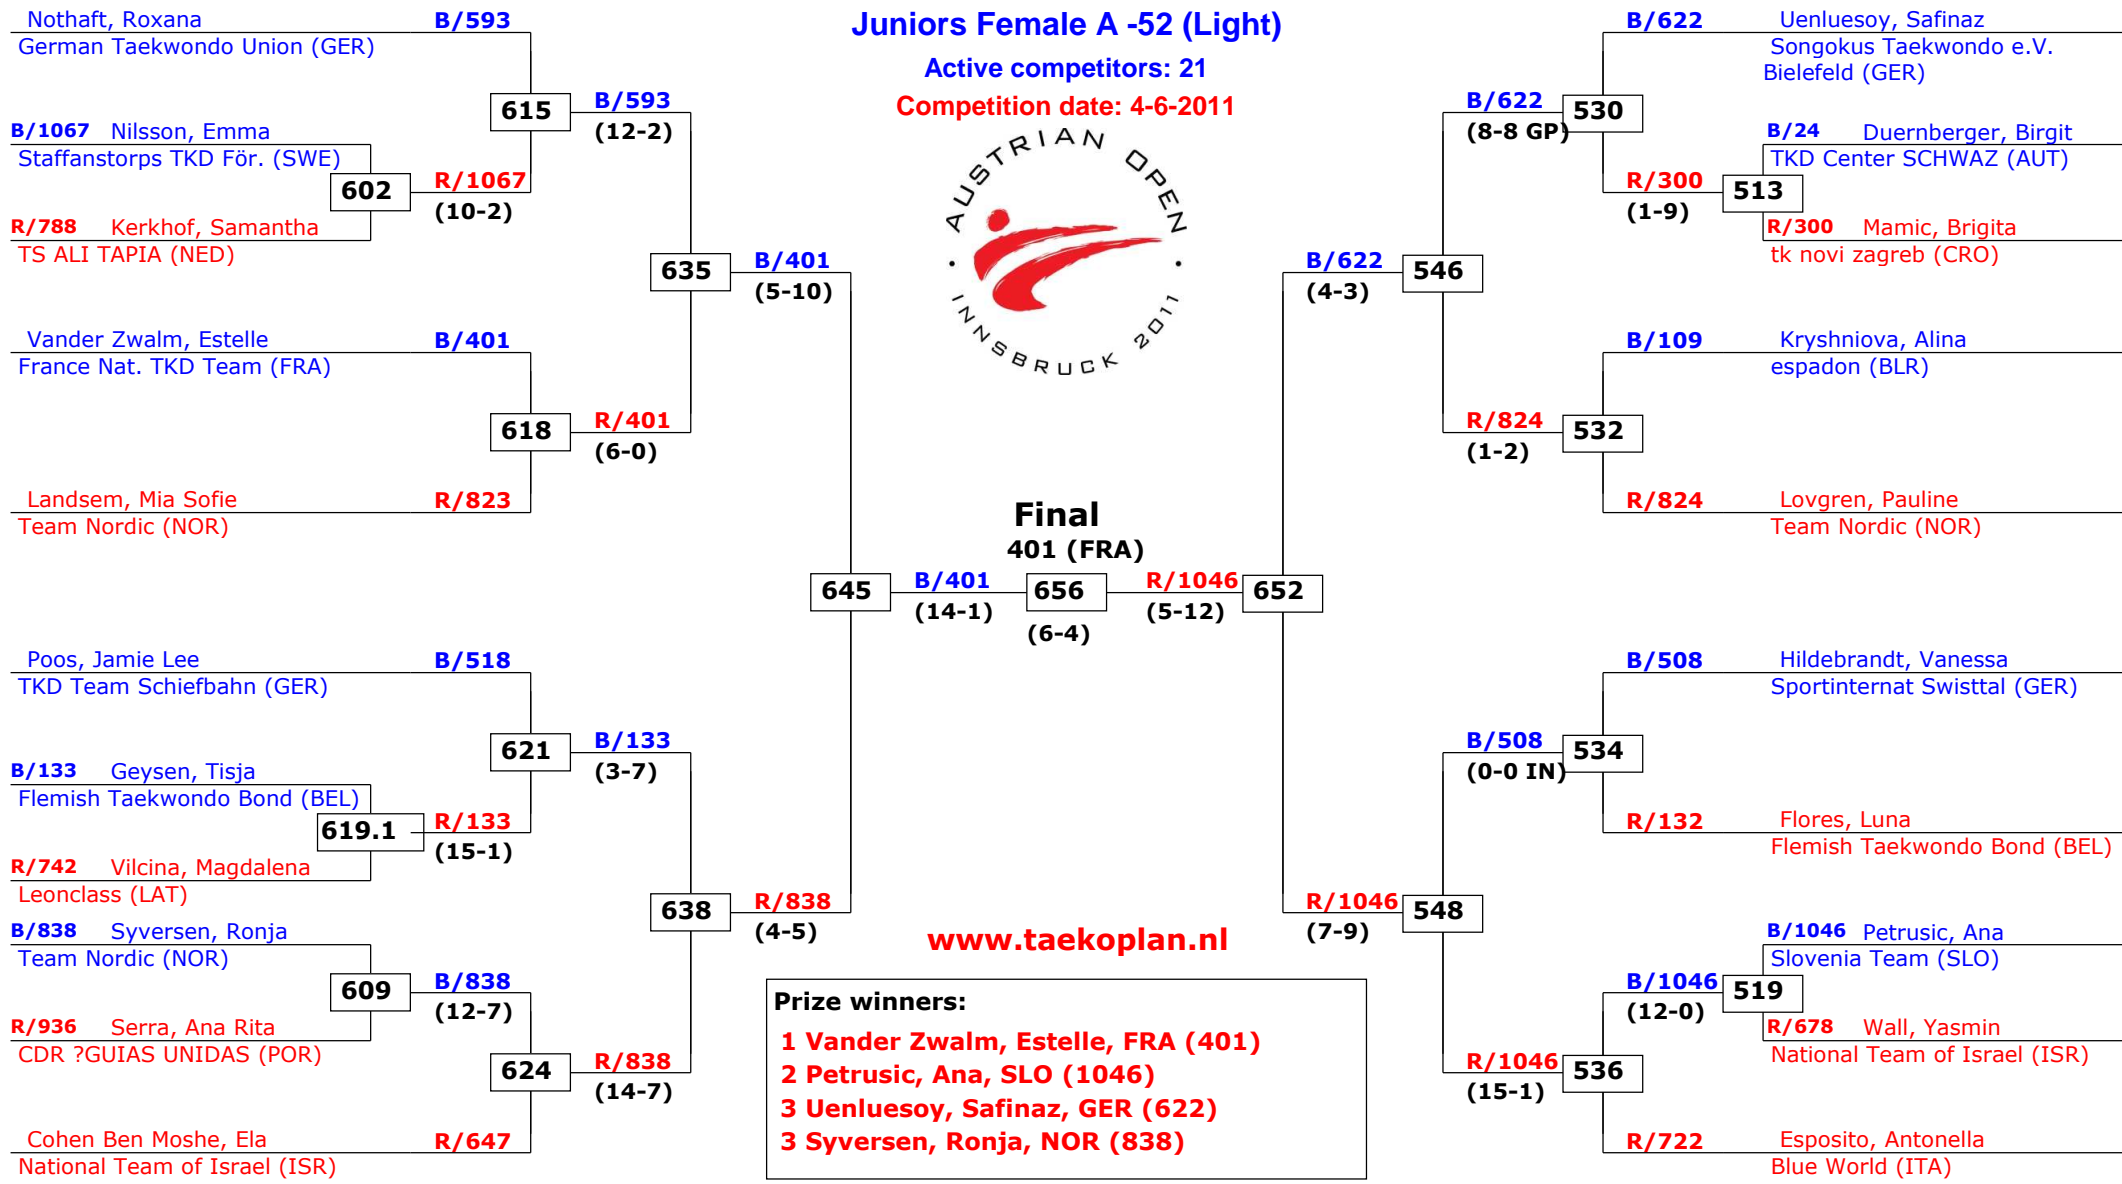 Juniors Female A -52 (Light)
Active competitors: 21
Competition date: 4-6-2011
AUSTRIAN OPEN
· INNSBRUCK 2011 ·
Nothaft, Roxana B/593
German Taekwondo Union (GER)
615
B/593
(12-2)
B/1067 Nilsson, Emma
Staffanstorps TKD För. (SWE)
602
R/1067
(10-2)
R/788 Kerkhof, Samantha
TS ALI TAPIA (NED)
635
B/401
(5-10)
Vander Zwalm, Estelle B/401
France Nat. TKD Team (FRA)
618
R/401
(6-0)
Landsem, Mia Sofie R/823
Team Nordic (NOR)
645
B/401
(14-1)
Final
401 (FRA)
656
(6-4)
R/1046
(5-12)
652
Poos, Jamie Lee B/518
TKD Team Schiefbahn (GER)
621
B/133
(3-7)
B/133 Geysen, Tisja
Flemish Taekwondo Bond (BEL)
619.1
R/133
(15-1)
R/742 Vilcina, Magdalena
Leonclass (LAT)
638
R/838
(4-5)
B/838 Syversen, Ronja
Team Nordic (NOR)
609
B/838
(12-7)
R/936 Serra, Ana Rita
CDR ?GUIAS UNIDAS (POR)
624
R/838
(14-7)
Cohen Ben Moshe, Ela R/647
National Team of Israel (ISR)
B/622 Uenluesoy, Safinaz
Songokus Taekwondo e.V.
Bielefeld (GER)
B/622
(8-8 GP)
530
B/24 Duernberger, Birgit
TKD Center SCHWAZ (AUT)
R/300
(1-9)
513
R/300 Mamic, Brigita
tk novi zagreb (CRO)
B/622
(4-3)
546
B/109 Kryshniova, Alina
espadon (BLR)
R/824
(1-2)
532
R/824 Lovgren, Pauline
Team Nordic (NOR)
B/508 Hildebrandt, Vanessa
Sportinternat Swisttal (GER)
B/508
(0-0 IN)
534
R/132 Flores, Luna
Flemish Taekwondo Bond (BEL)
R/1046
(7-9)
548
B/1046 Petrusic, Ana
Slovenia Team (SLO)
B/1046
(12-0)
519
R/678 Wall, Yasmin
National Team of Israel (ISR)
R/1046
(15-1)
536
R/722 Esposito, Antonella
Blue World (ITA)
www.taekoplan.nl
Prize winners:
1 Vander Zwalm, Estelle, FRA (401)
2 Petrusic, Ana, SLO (1046)
3 Uenluesoy, Safinaz, GER (622)
3 Syversen, Ronja, NOR (838)